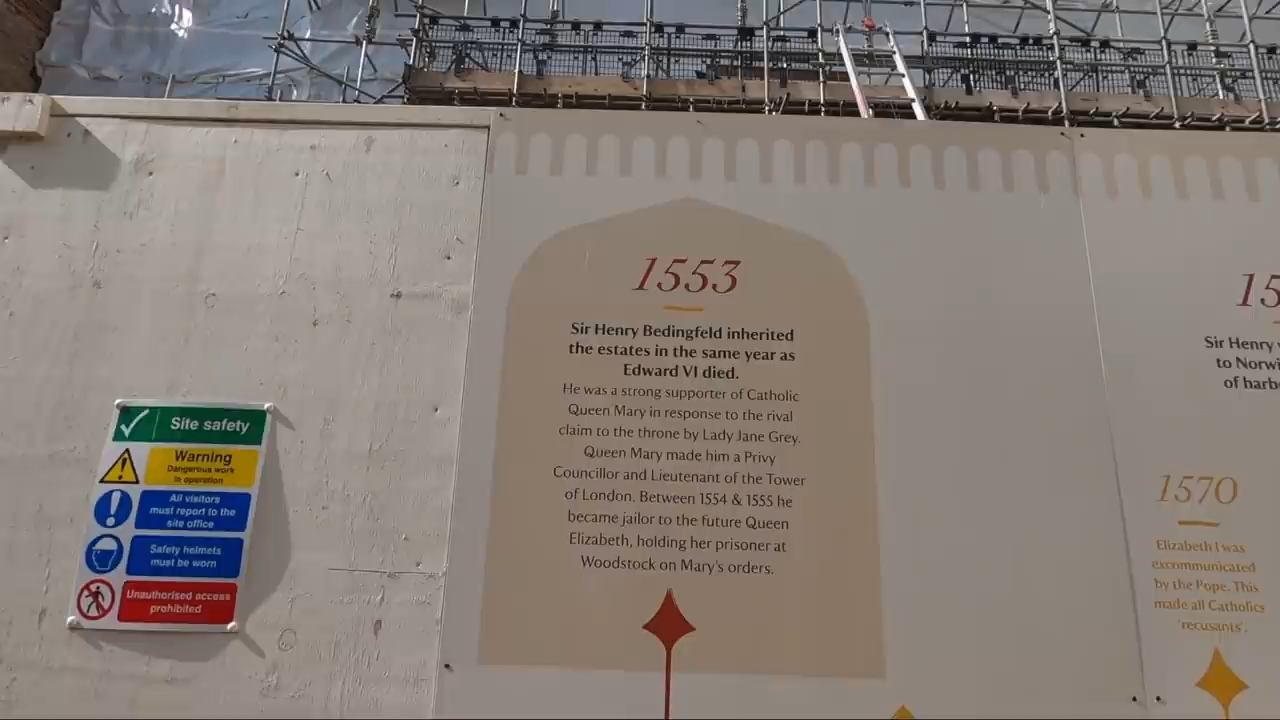 Site safety
Warning
Dangerous work
in operation
All visitors
must report to the
site office
Safety helmets
must be worn
Unauthorised access
prohibited
1553
Sir Henry Bedingfeld inherited
the estates in the same year as
Edward VI died.
He was a strong supporter of Catholic
Queen Mary in response to the rival
claim to the throne by Lady Jane Grey.
Queen Mary made him a Privy
Councillor and Lieutenant of the Tower
of London. Between 1554 & 1555 he
became jailor to the future Queen
Elizabeth, holding her prisoner at
Woodstock on Mary's orders.
15
Sir Henry
to
of
1570
Elizabeth I was
excommunicated
by the Pope. This
made all Catholics
'recusants'.